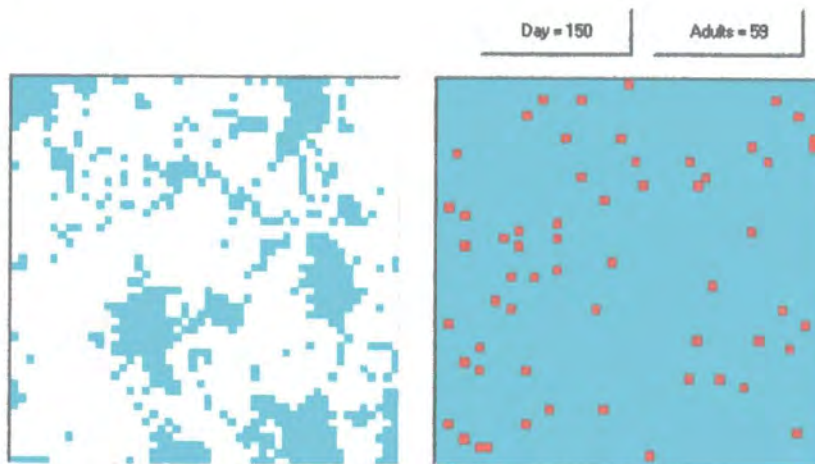 Day = 150
Adults = 59